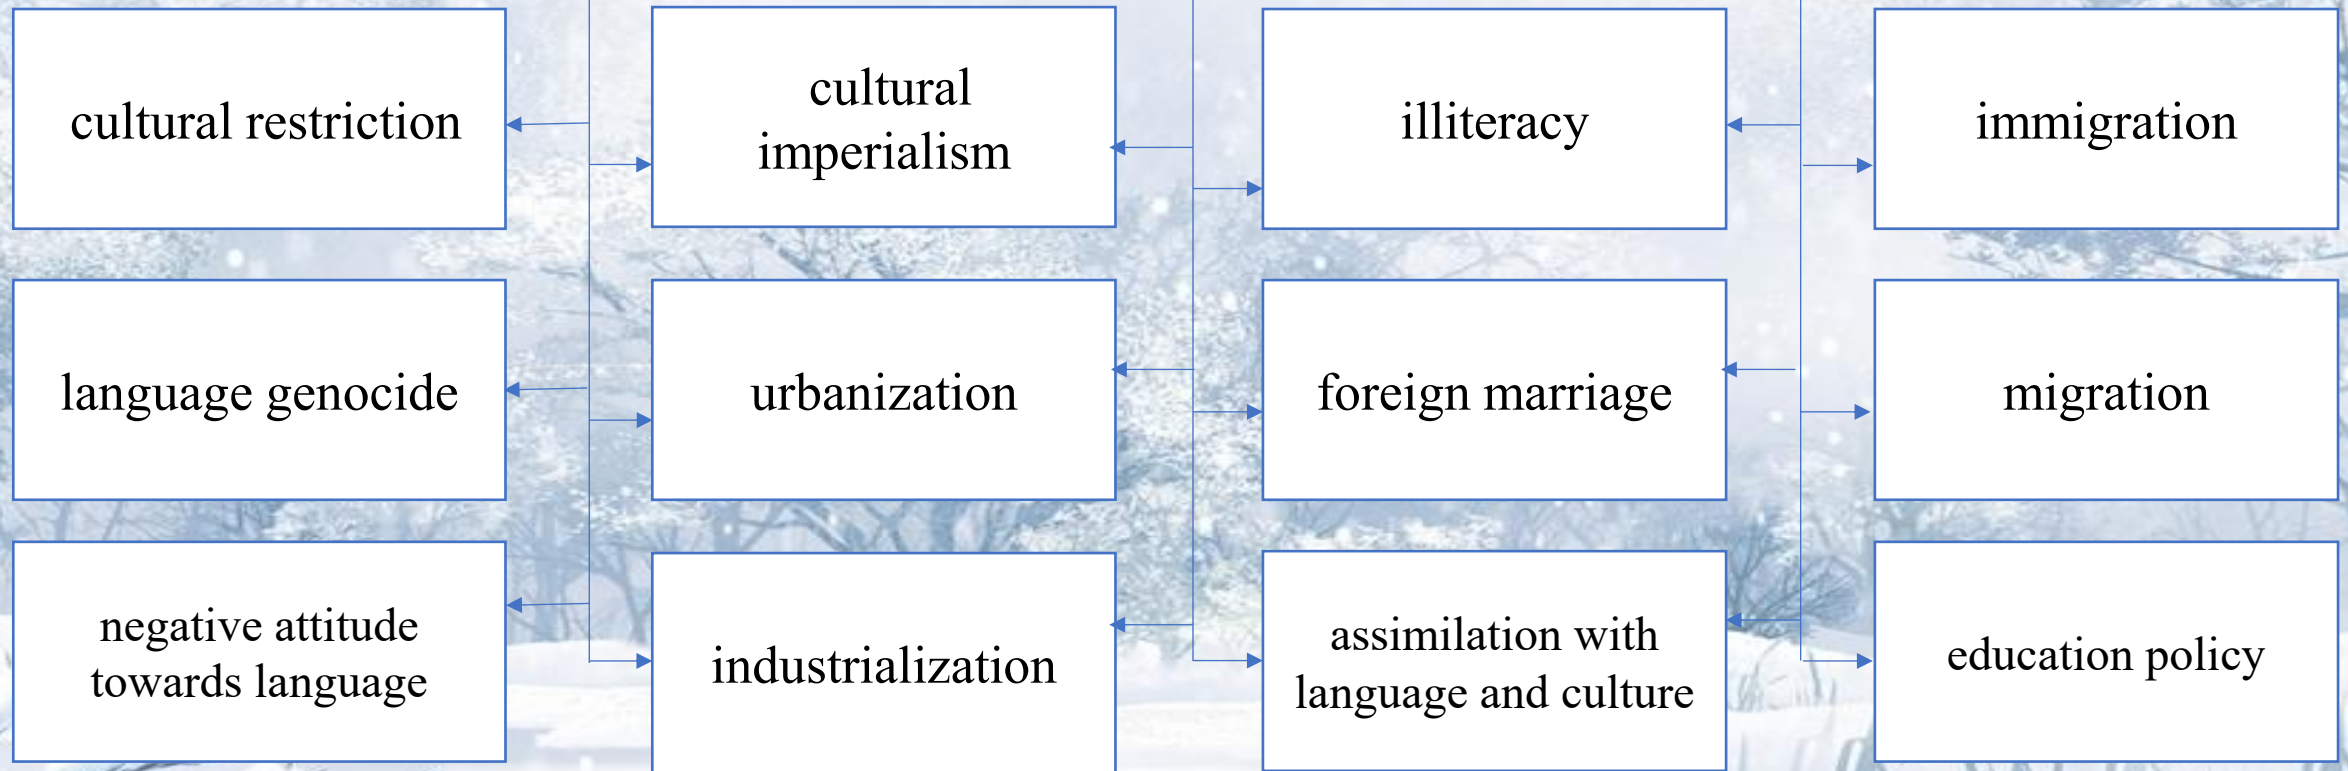 cultural restriction
cultural
imperialism
illiteracy
immigration
language genocide
urbanization
foreign marriage
migration
negative attitude
towards language
industrialization
assimilation with
language and culture
education policy